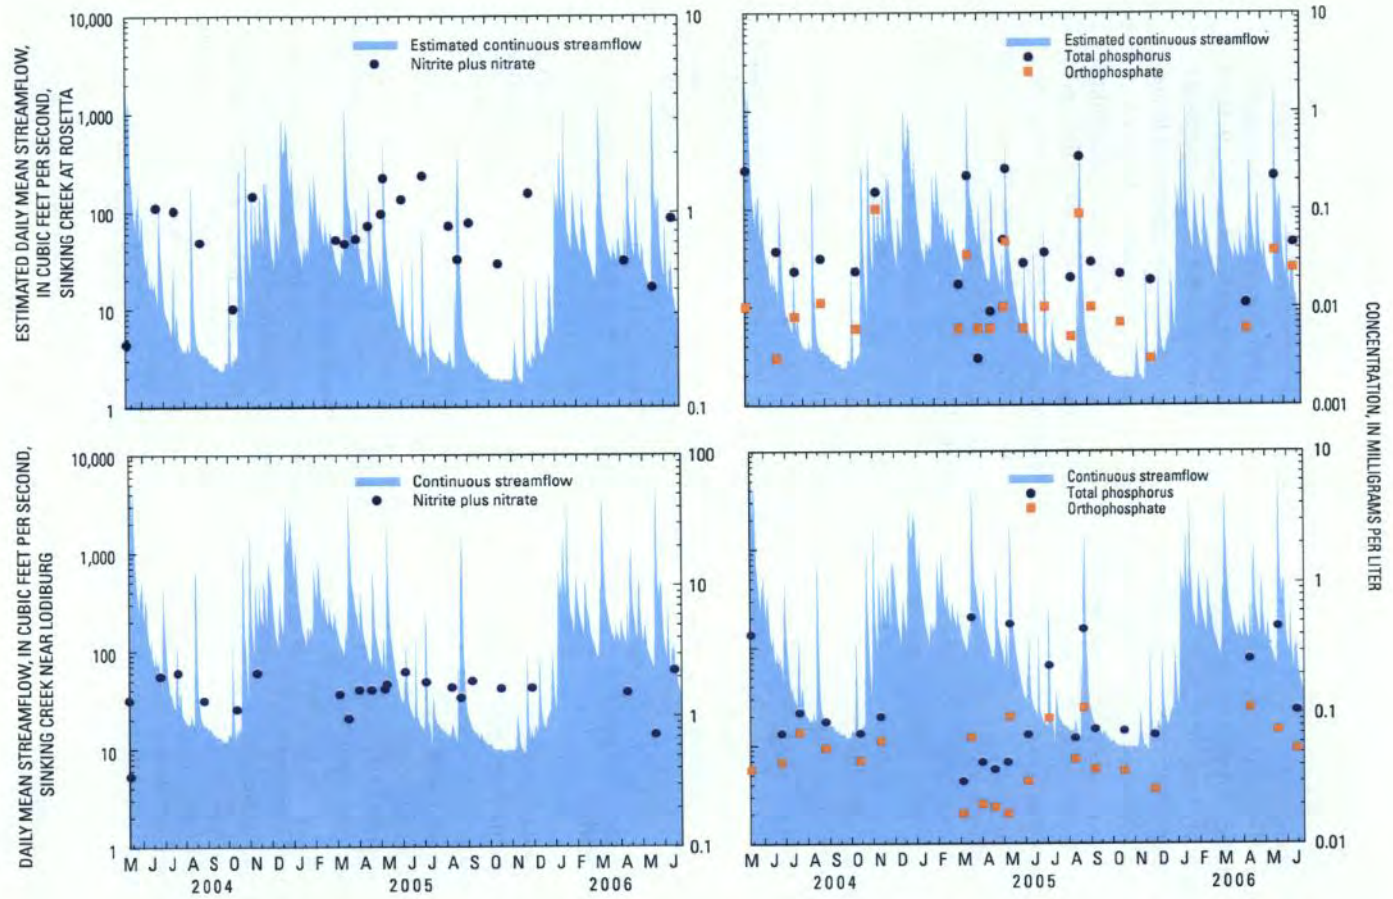 ESTIMATED DAILY MEAN STREAMFLOW,
IN CUBIC FEET PER SECOND,
SINKING CREEK AT ROSETTA
10,000
1,000
100
10
1
Estimated continuous streamflow
Nitrite plus nitrate
10
1
0.1
Estimated continuous streamflow
Total phosphorus
Orthophosphate
10
1
0.1
0.01
0.001
DAILY MEAN STREAMFLOW, IN CUBIC FEET PER SECOND,
SINKING CREEK NEAR LODIBURG
10,000
1,000
100
10
1
Continuous streamflow
Nitrite plus nitrate
100
10
1
0.1
Continuous streamflow
Total phosphorus
Orthophosphate
10
1
0.1
0.01
CONCENTRATION, IN MILLIGRAMS PER LITER
M J J A S O N D J F M A M J J A S O N D J F M A M J
2004 2005 2006
M J J A S O N D J F M A M J J A S O N D J F M A M J
2004 2005 2006